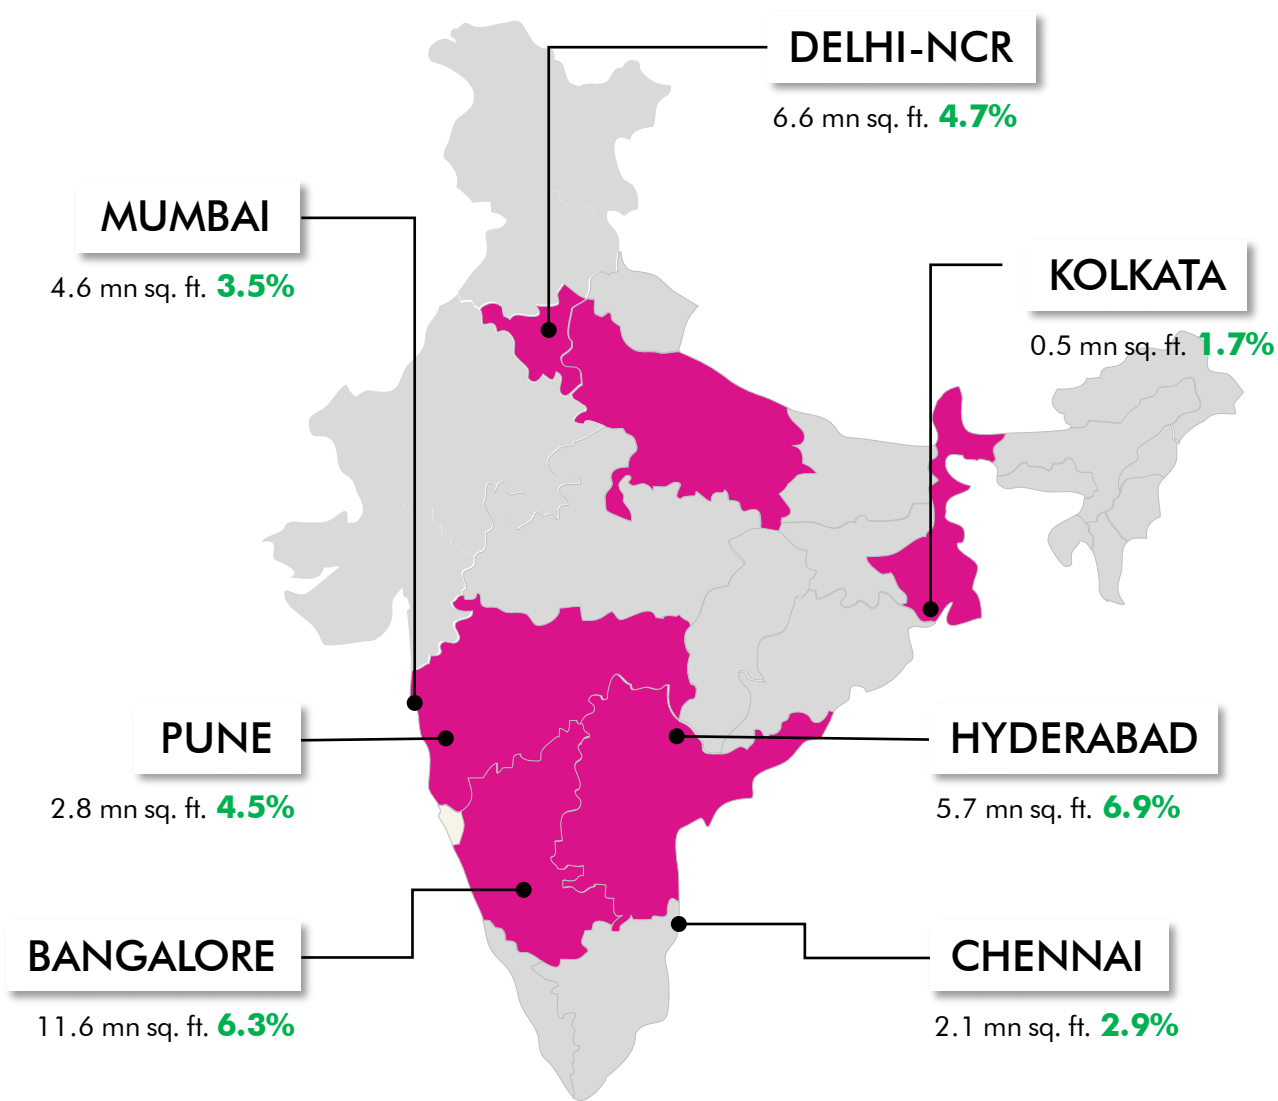 DELHI-NCR
6.6 mn sq. ft. 4.7%
MUMBAI
4.6 mn sq. ft. 3.5%
KOLKATA
0.5 mn sq. ft. 1.7%
PUNE
2.8 mn sq. ft. 4.5%
HYDERABAD
5.7 mn sq. ft. 6.9%
BANGALORE
11.6 mn sq. ft. 6.3%
CHENNAI
2.1 mn sq. ft. 2.9%